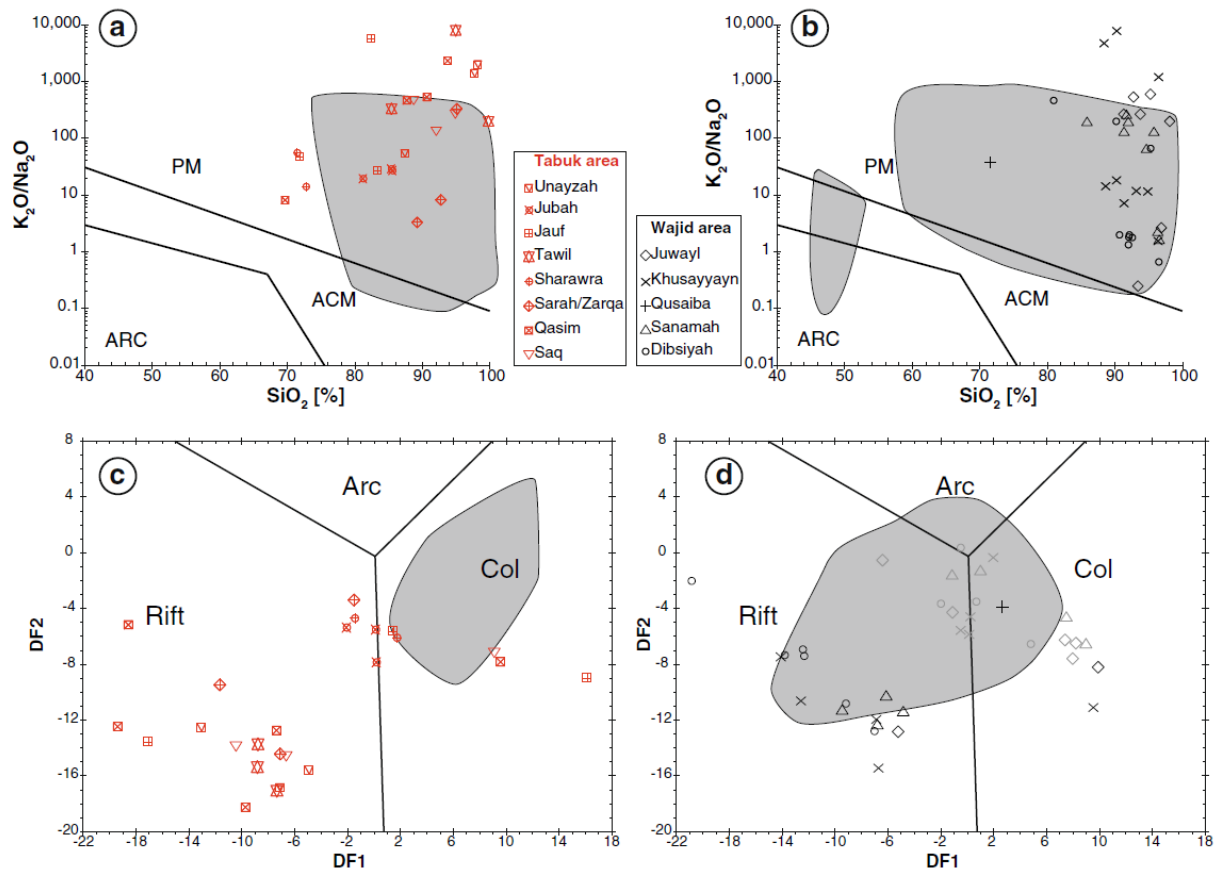 a
10,000
1,000
100
10
1
0.1
0.01
K2O/Na2O
PM
ACM
ARC
40 50 60 70 80 90 100
SiO2 [%]
Tabuk area
Unayzah
Jubah
Jauf
Tawil
Sharawra
Sarah/Zarqa
Qasim
Saq
Wajid area
Juwayl
Khusayyayn
Qusaiba
Sanamah
Dibsiyah
b
10,000
1,000
100
10
1
0.1
0.01
K2O/Na2O
PM
ACM
ARC
40 50 60 70 80 90 100
SiO2 [%]
c
8
4
0
-4
-8
-12
-16
-20
DF2
Arc
Rift
Col
-22 -18 -14 -10 -6 -2 2 6 10 14 18
DF1
d
8
4
0
-4
-8
-12
-16
-20
DF2
Arc
Rift
Col
-22 -18 -14 -10 -6 -2 2 6 10 14 18
DF1